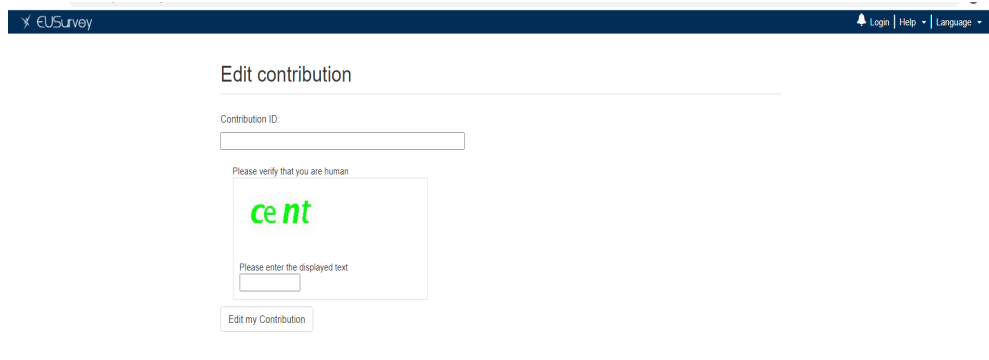 EUSurvey
Login | Help | Language
Edit contribution
Contribution ID:
Please verify that you are human
cent
Please enter the displayed text
Edit my Contribution